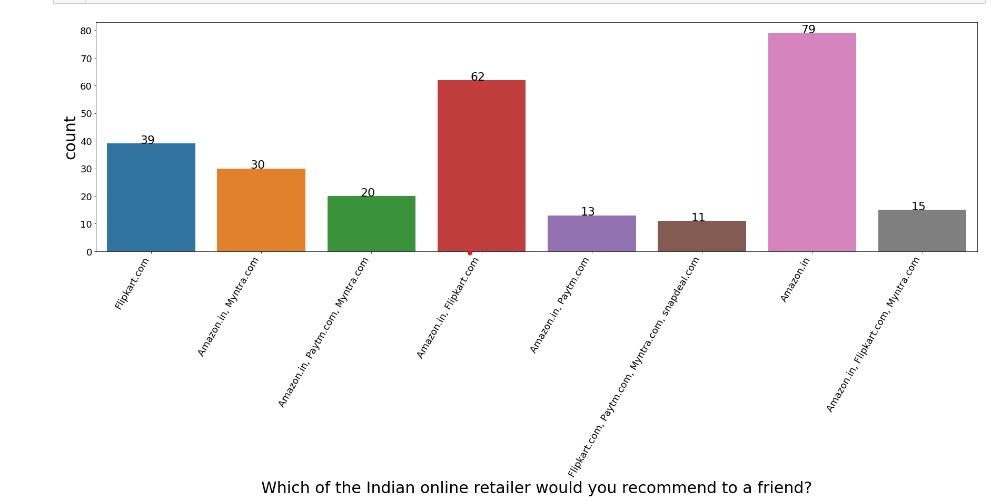 count
80
70
60
50
40
30
20
10
0
39
30
20
62
13
11
79
15
Flipkart.com
Amazon.in, Myntra.com
Amazon.in, Paytm.com, Myntra.com
Amazon.in, Flipkart.com
Amazon.in, Paytm.com
Flipkart.com, Paytm.com, Myntra.com, snapdeal.com
Amazon.in
Amazon.in, Flipkart.com, Myntra.com
Which of the Indian online retailer would you recommend to a friend?